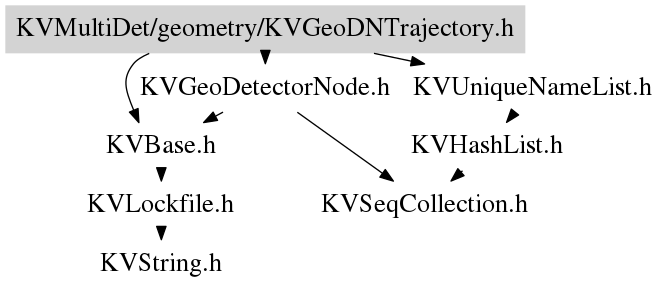 KVMultiDet/geometry/KVGeoDNTrajectory.h
KVGeoDetectorNode.h
KVUniqueNameList.h
KVBase.h
KVHashList.h
KVLockfile.h
KVSeqCollection.h
KVString.h